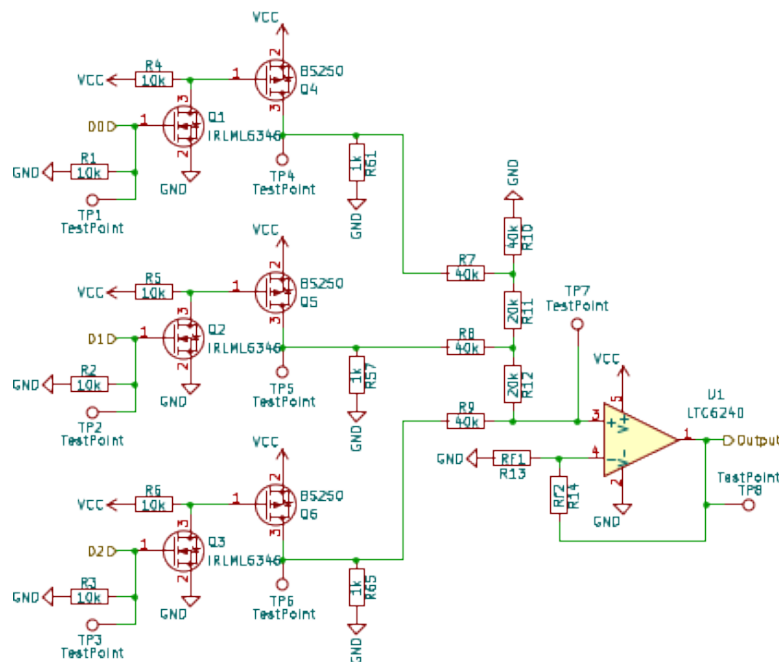 VCC
R4
VCC
10k
1
2
BS250
Q4
3
3
Q1
IRLML6346
D0
1
2
R1
GND
10k
GND
TP1
TestPoint
TP4
TestPoint
1k
R61
GND
GND
40k
R10
R7
40k
20k
R11
VCC
R5
VCC
10k
1
2
BS250
Q5
3
3
Q2
IRLML6346
D1
1
2
R2
GND
10k
GND
TP2
TestPoint
TP5
TestPoint
1k
R57
GND
R8
40k
20k
R12
TP7
TestPoint
R9
40k
VCC
U1
LTC6240
3
+
5
V+
4
-
V-
2
1
Output
GND
Rf1
R13
Rf2
R14
GND
TestPoint
TP8
VCC
R6
VCC
10k
1
2
BS250
Q6
3
3
Q3
IRLML6346
D2
1
2
R3
GND
10k
GND
TP3
TestPoint
TP6
TestPoint
1k
R65
GND